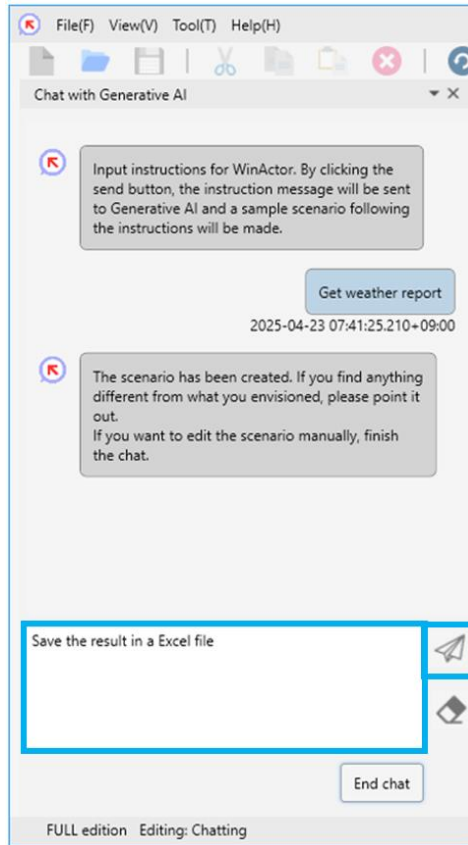 File(F) View(V) Tool(T) Help(H)
Chat with Generative AI
Input instructions for WinActor. By clicking the
send button, the instruction message will be sent
to Generative AI and a sample scenario following
the instructions will be made.
Get weather report
2025-04-23 07:41:25.210+09:00
The scenario has been created. If you find anything
different from what you envisioned, please point it
out.
If you want to edit the scenario manually, finish
the chat.
Save the result in a Excel file
End chat
FULL edition Editing: Chatting